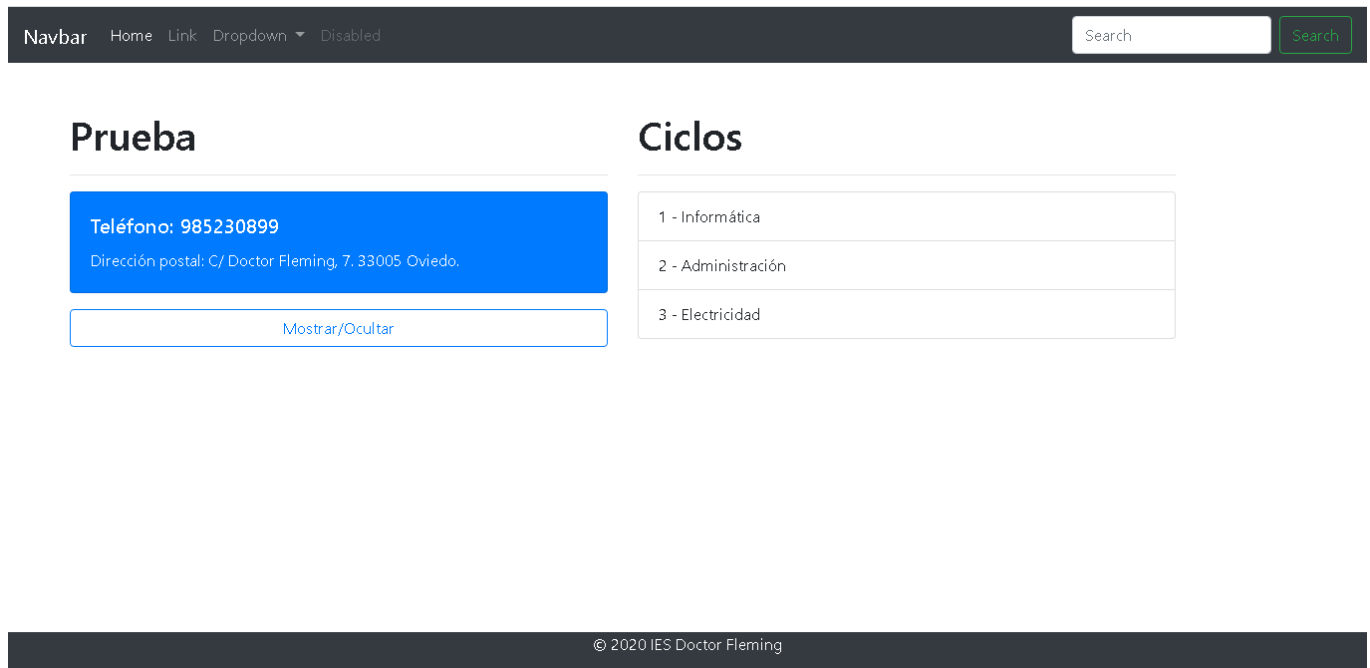 Navbar Home Link Dropdown Disabled Search Search
Prueba
Teléfono: 985230899
Dirección postal: C/ Doctor Fleming, 7. 33005 Oviedo.
Mostrar/Ocultar
Ciclos
1 - Informática
2 - Administración
3 - Electricidad
© 2020 IES Doctor Fleming